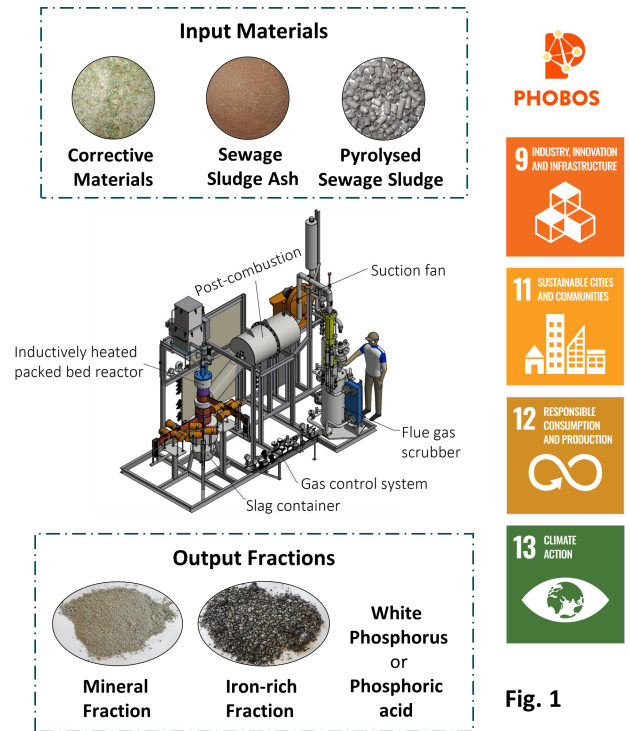 Input Materials
Corrective
Materials
Sewage
Sludge Ash
Pyrolysed
Sewage Sludge
PHOBOS
9 INDUSTRY, INNOVATION
AND INFRASTRUCTURE
11 SUSTAINABLE CITIES
AND COMMUNITIES
12 RESPONSIBLE
CONSUMPTION
AND PRODUCTION
13 CLIMATE
ACTION
Post-combustion
Suction fan
Inductively heated
packed bed reactor
Flue gas
scrubber
Gas control system
Slag container
Output Fractions
Mineral
Fraction
Iron-rich
Fraction
White
Phosphorus
or
Phosphoric
acid
Fig. 1